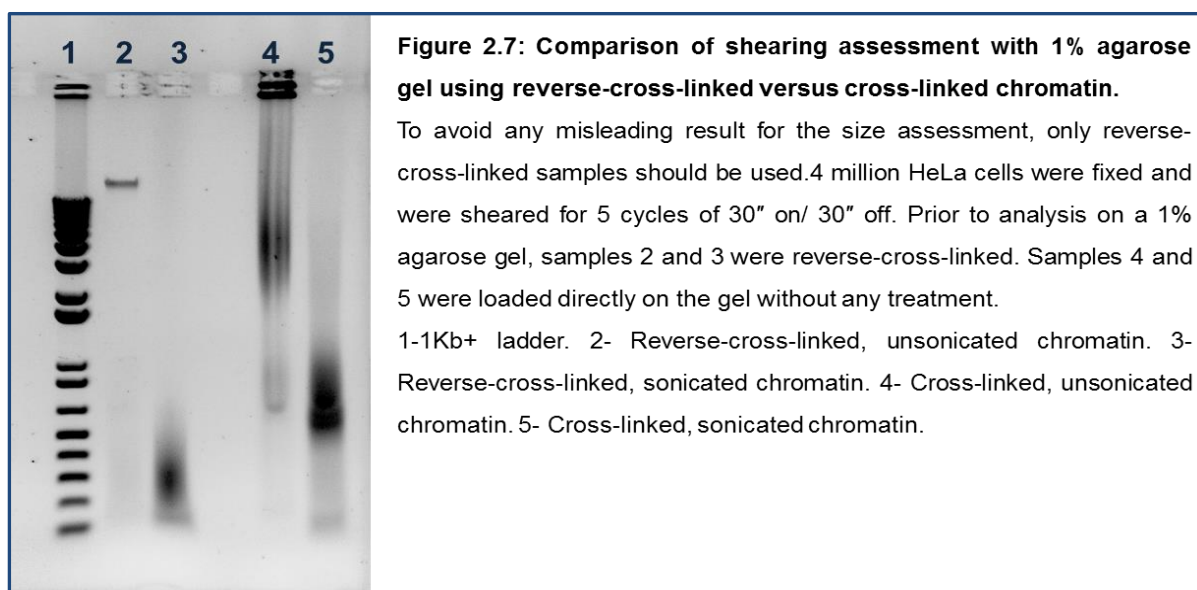 1 2 3 4 5
Figure 2.7: Comparison of shearing assessment with 1% agarose
gel using reverse-cross-linked versus cross-linked chromatin.
To avoid any misleading result for the size assessment, only reverse-
cross-linked samples should be used.4 million HeLa cells were fixed and
were sheared for 5 cycles of 30″ on/ 30″ off. Prior to analysis on a 1%
agarose gel, samples 2 and 3 were reverse-cross-linked. Samples 4 and
5 were loaded directly on the gel without any treatment.
1-1Kb+ ladder. 2- Reverse-cross-linked, unsonicated chromatin. 3-
Reverse-cross-linked, sonicated chromatin. 4- Cross-linked, unsonicated
chromatin. 5- Cross-linked, sonicated chromatin.